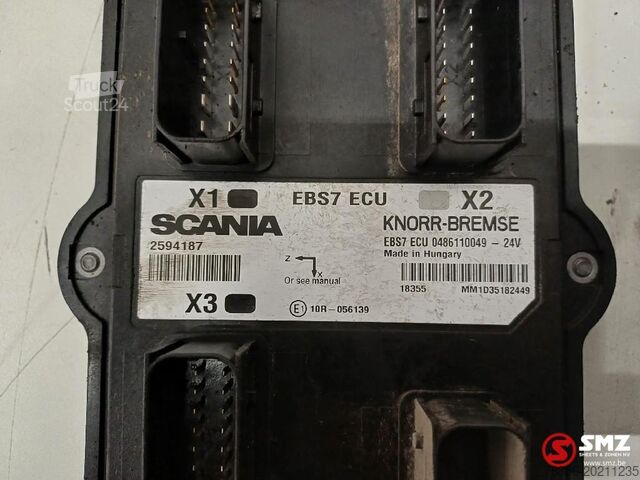 Truck
Scout24
X1 EBS7 ECU X2
SCANIA KNORR-BREMSE
2594187 EBS7 ECU 0486110049 - 24V
Made in Hungary
Z
X
Or see manual
18355 MM1D35182449
X3 E1 10R-056139
SMZ
SHEETS & ZONEN NV
www.smz.be
20211235